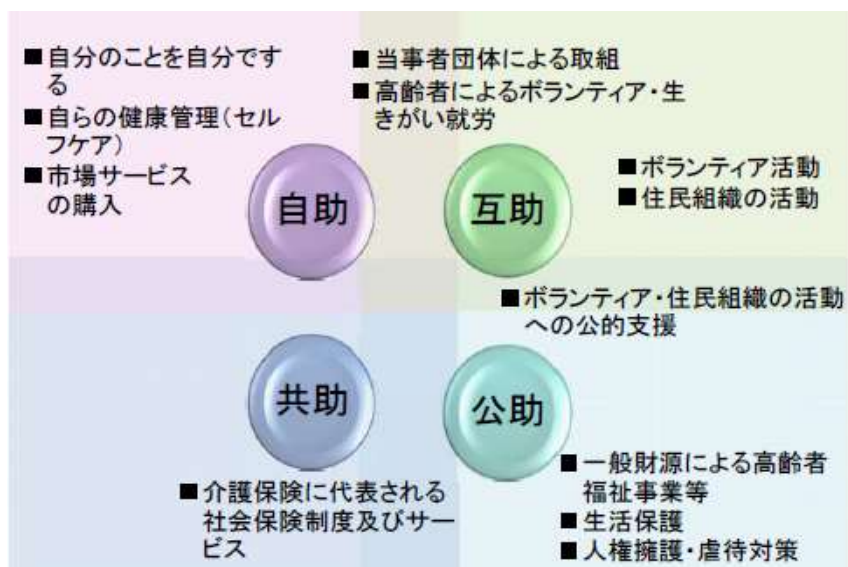 ■自分のことを自分です
る
■自らの健康管理(セル
フケア)
■市場サービス
の購入
■当事者団体による取組
■高齢者によるボランティア・生
きがい就労
■ボランティア活動
■住民組織の活動
自助
互助
■ボランティア・住民組織の活動
への公的支援
共助
公助
■介護保険に代表される
社会保険制度及びサー
ビス
■一般財源による高齢者
福祉事業等
■生活保護
■人権擁護・虐待対策